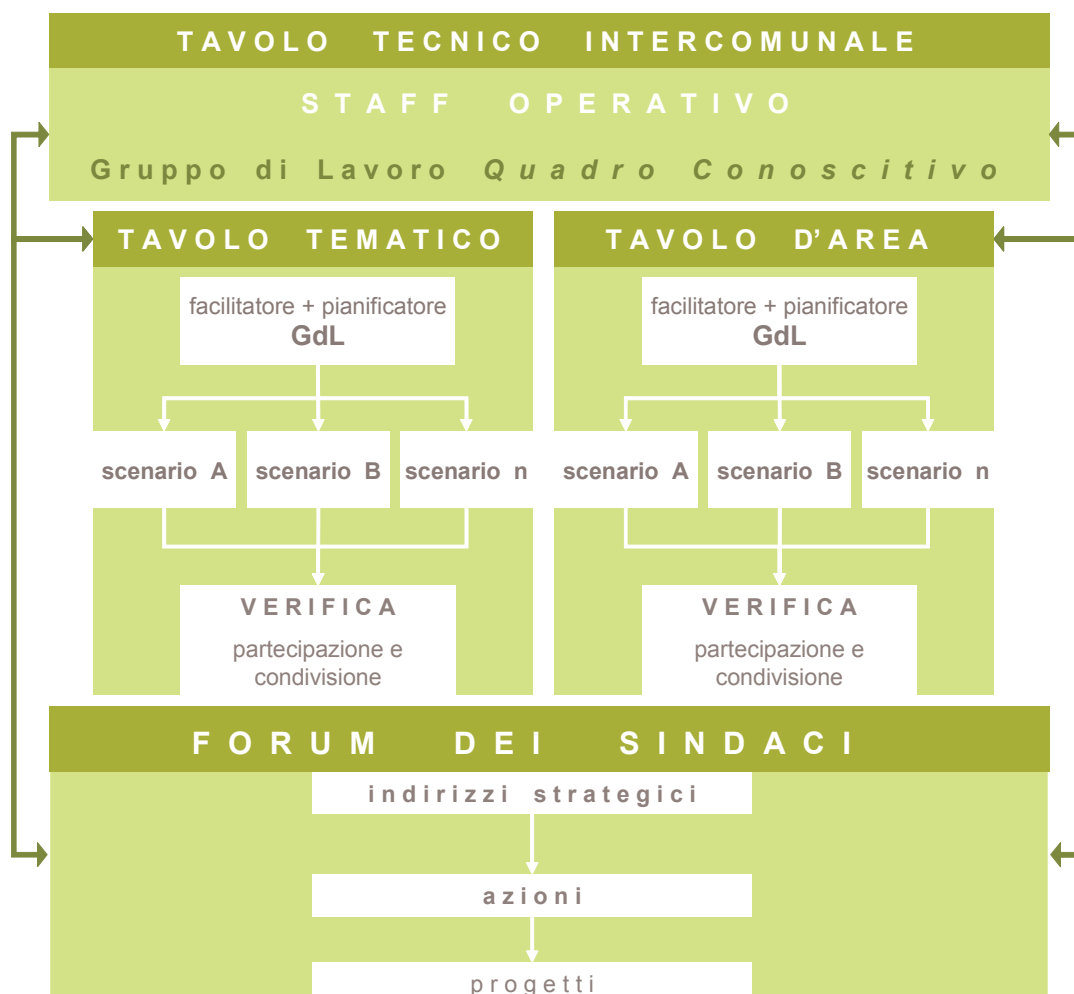 TAVOLO TECNICO INTERCOMUNALE
STAFF OPERATIVO
Gruppo di Lavoro Quadro Conoscitivo
TAVOLO TEMATICO
facilitatore + pianificatore
GdL
scenario A
scenario B
scenario n
VERIFICA
partecipazione e
condivisione
TAVOLO D'AREA
facilitatore + pianificatore
GdL
scenario A
scenario B
scenario n
VERIFICA
partecipazione e
condivisione
FORUM DEI SINDACI
indirizzi strategici
azioni
progetti